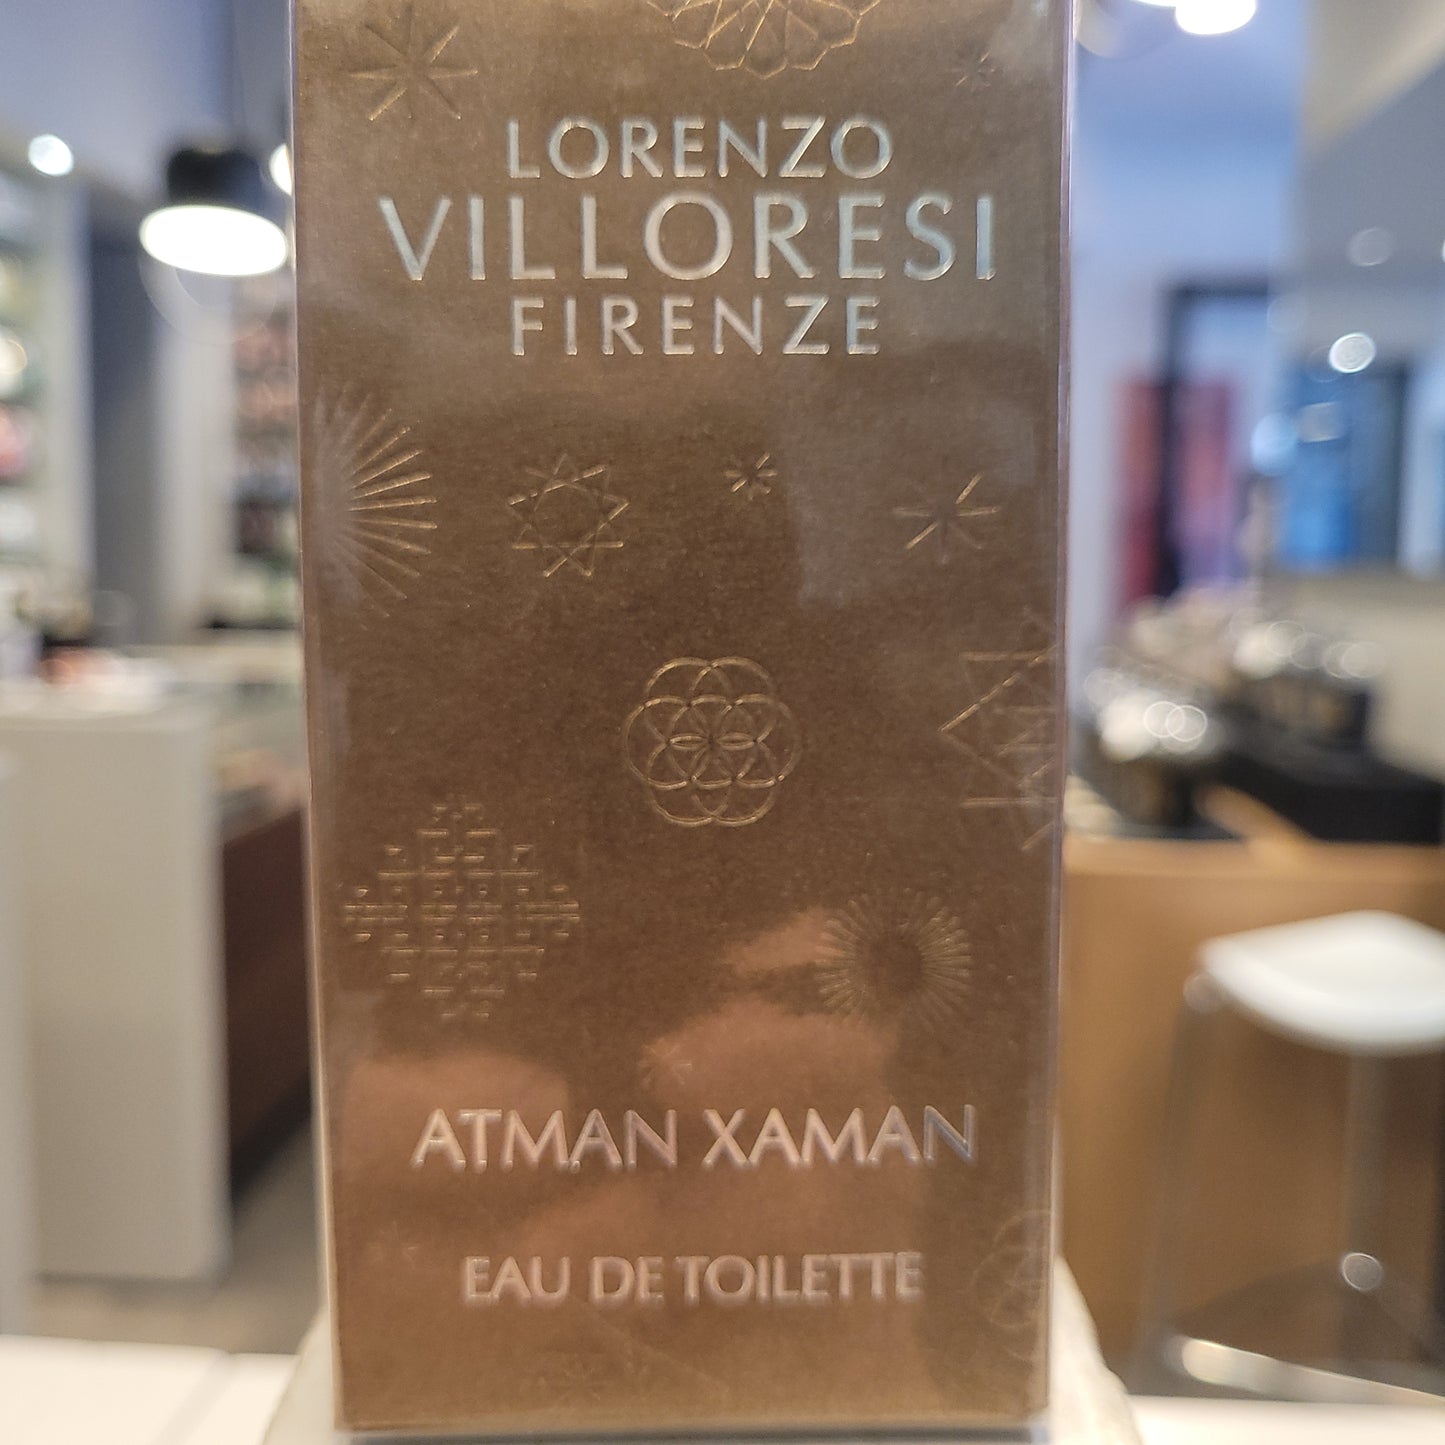 LORENZO
VILLORESI
FIRENZE
ATMAN XAMAN
EAU DE TOILETTE